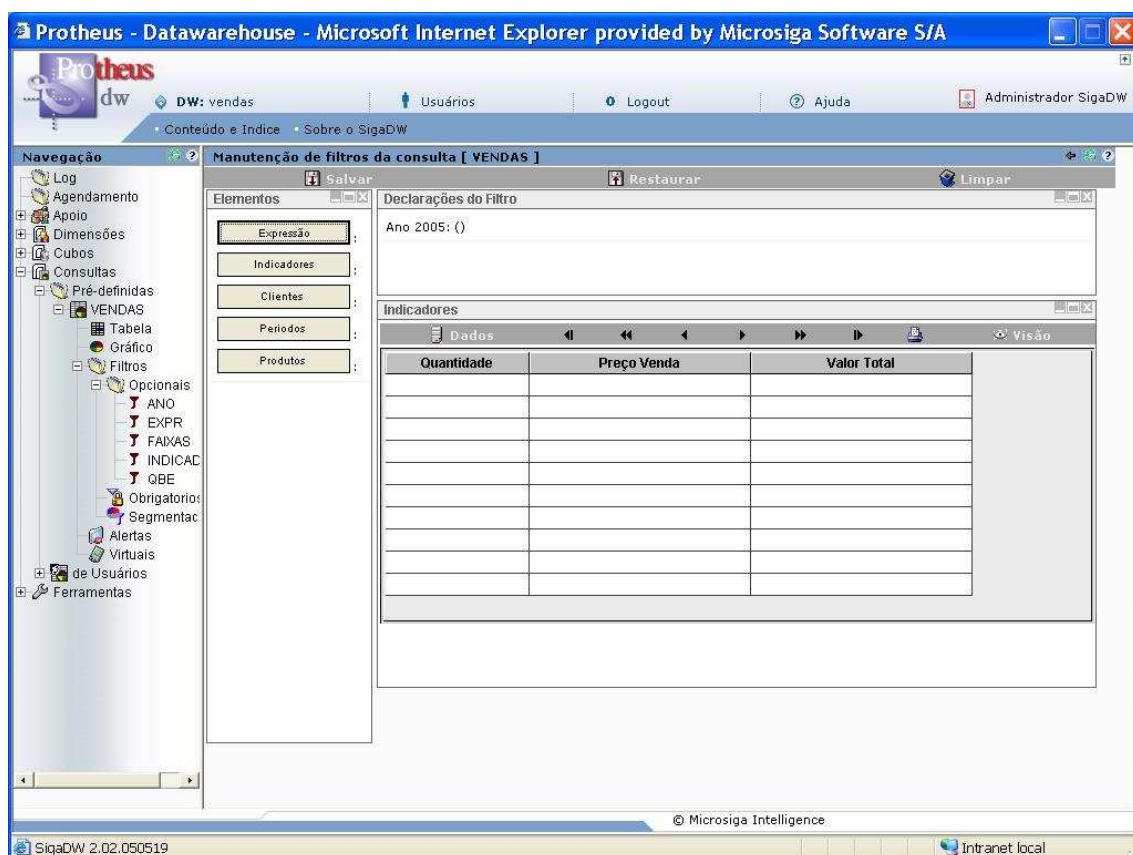 Protheus - Datawarehouse - Microsoft Internet Explorer provided by Microsiga Software S/A
Protheus
dw
DW: vendas
Usuários
Logout
Ajuda
Administrador SigaDW
Conteúdo e Indice
Sobre o SigaDW
Navegação
Manutenção de filtros da consulta [ VENDAS ]
Salvar
Restaurar
Limpar
Log
Agendamento
Apoio
Dimensões
Cubos
Consultas
Pré-definidas
VENDAS
Tabela
Gráfico
Filtros
Opcionais
ANO
EXPR
FAIXAS
INDICAD
QBE
Obrigatorios
Segmentac
Alertas
Virtuais
de Usuários
Ferramentas
Elementos
Expressão :
Indicadores :
Clientes :
Periodos :
Produtos :
Declarações do Filtro
Ano 2005: ()
Indicadores
Dados
Visão
Quantidade
Preço Venda
Valor Total
© Microsiga Intelligence
SigaDW 2.02.050519
Intranet local